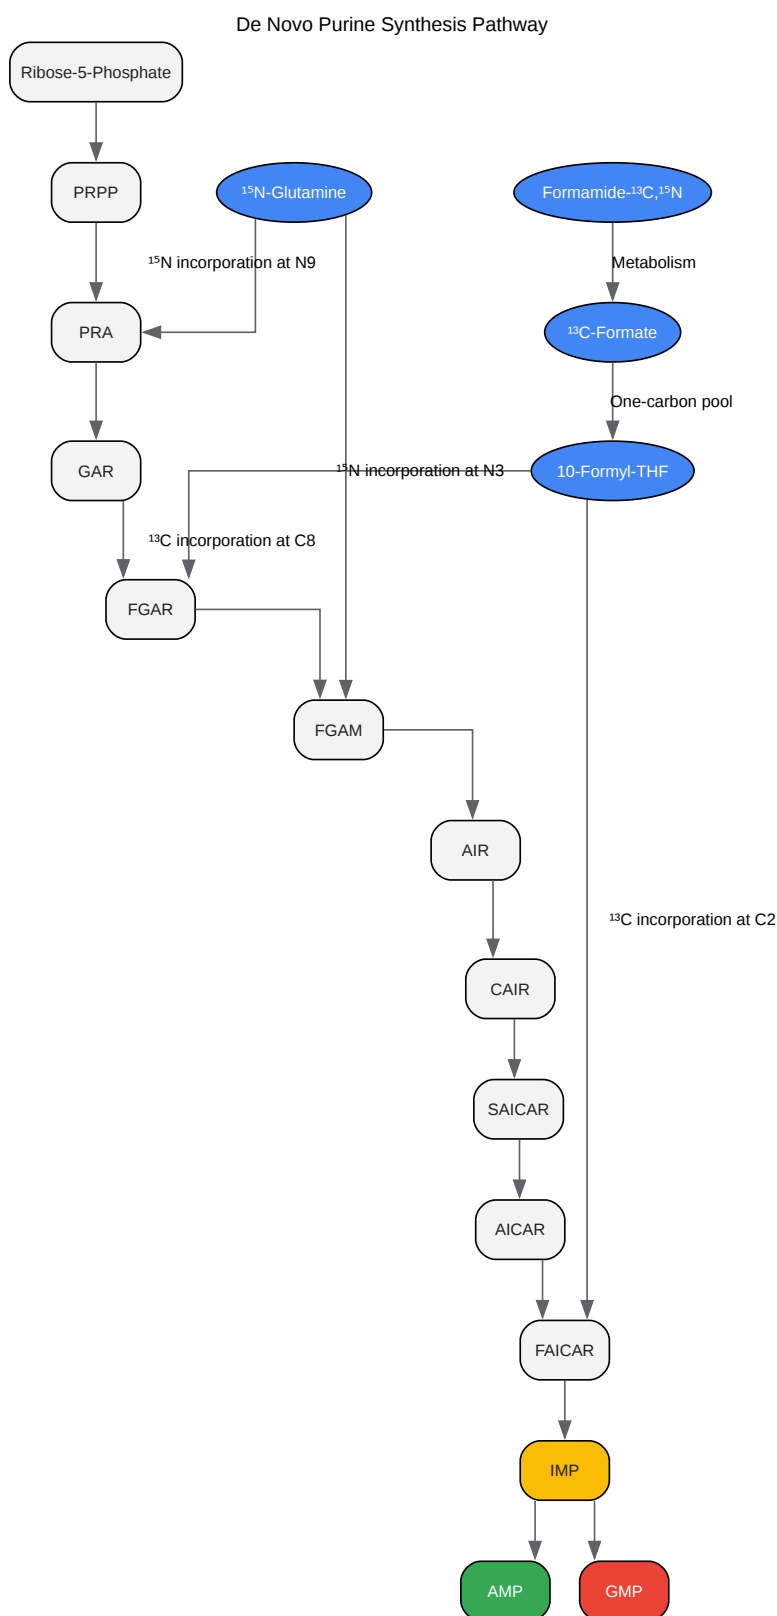 De Novo Purine Synthesis Pathway
Ribose-5-Phosphate
PRPP
¹⁵N-Glutamine
Formamide-¹³C,¹⁵N
¹⁵N incorporation at N9
Metabolism
PRA
¹³C-Formate
One-carbon pool
GAR
¹⁵N incorporation at N3
10-Formyl-THF
¹³C incorporation at C8
FGAR
FGAM
AIR
¹³C incorporation at C2
CAIR
SAICAR
AICAR
FAICAR
IMP
AMP
GMP